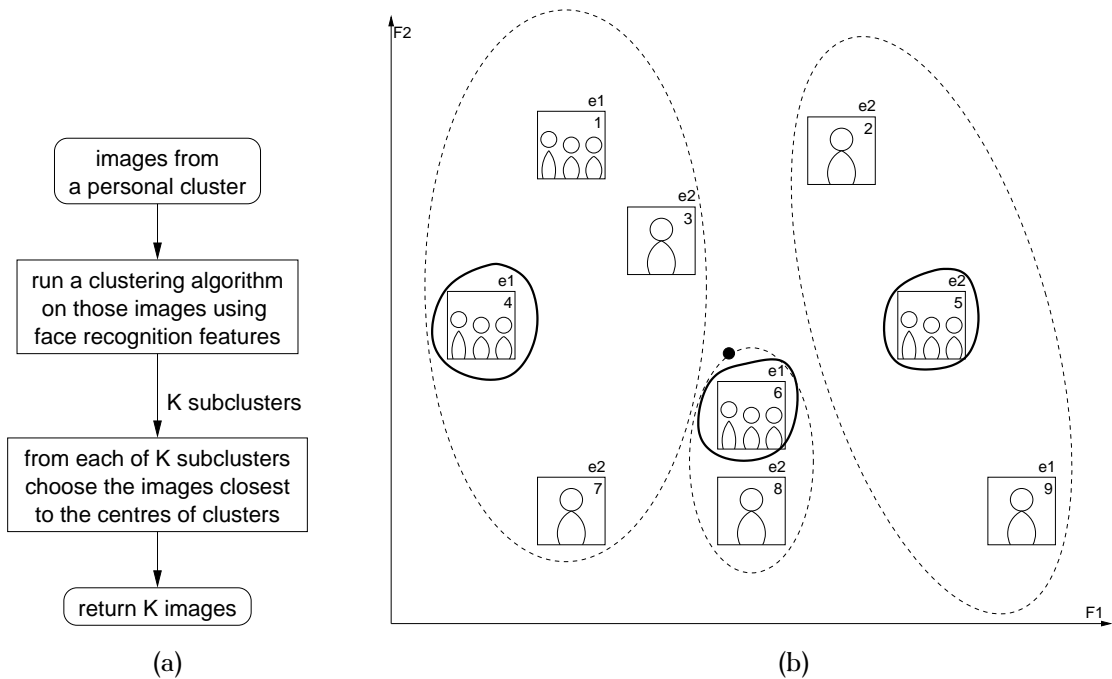 images from
a personal cluster
run a clustering algorithm
on those images using
face recognition features
K subclusters
from each of K subclusters
choose the images closest
to the centres of clusters
return K images
(a)
F2
e1
1
e2
2
e2
3
e1
4
e2
5
e1
6
e2
7
e2
8
e1
9
F1
(b)